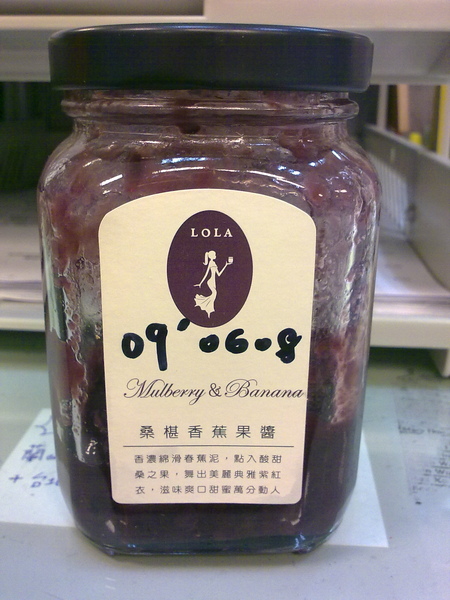 LOLA
09'06.8
Mulberry & Banana
桑椹香蕉果醬
香濃綿滑春蕉泥，點入酸甜
桑之果，舞出美麗典雅紫紅
衣，滋味爽口甜蜜萬分動人